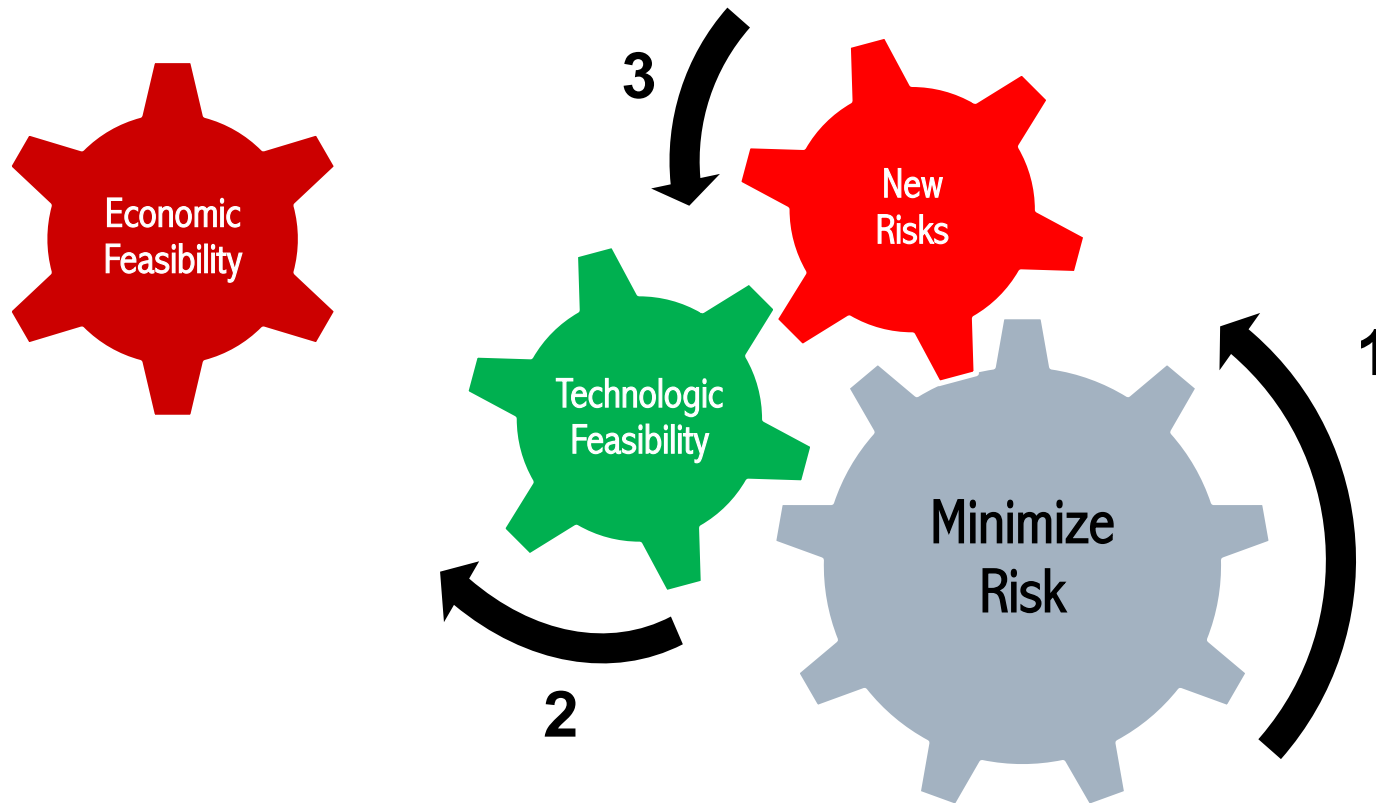 3
New
Risks
Economic
Feasibility
Technologic
Feasibility
1
Minimize
Risk
2